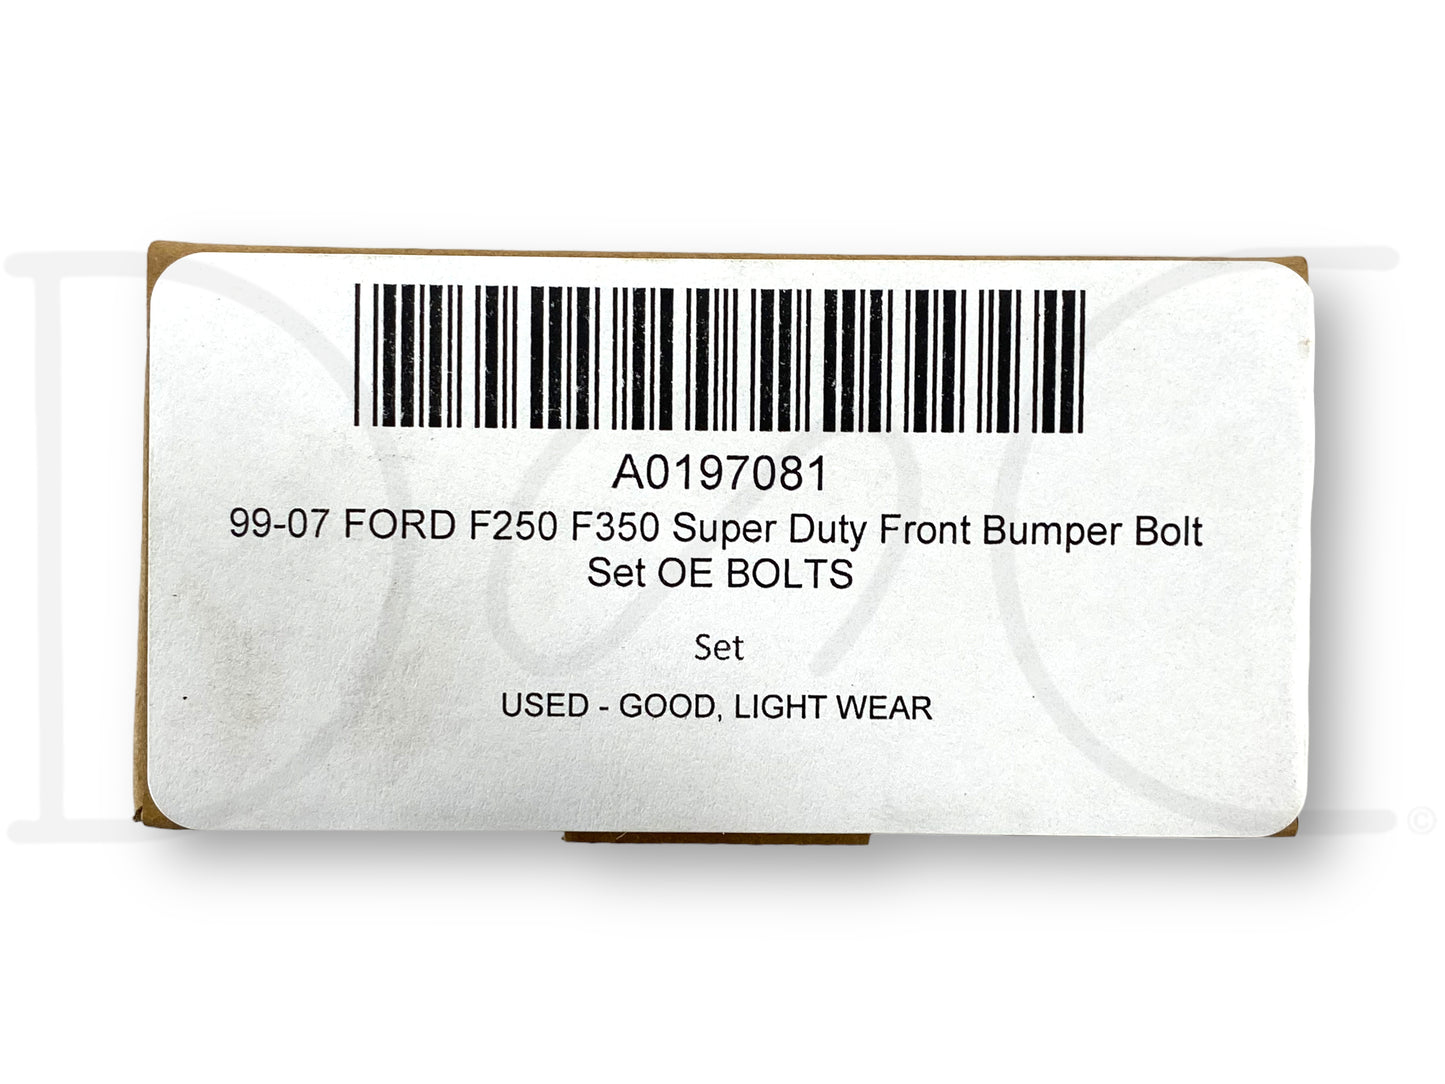 A0197081
99-07 FORD F250 F350 Super Duty Front Bumper Bolt
Set OE BOLTS
Set
USED - GOOD, LIGHT WEAR
©